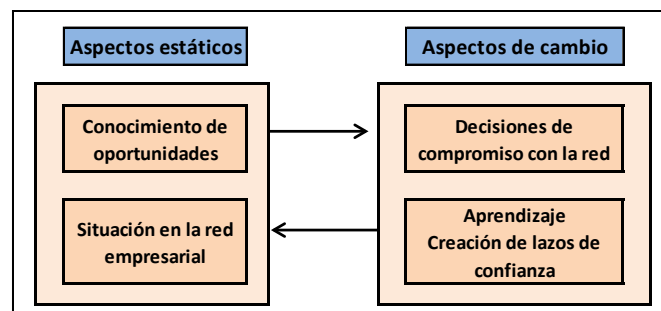 Aspectos estáticos
Aspectos de cambio
Conocimiento de
oportunidades
Decisiones de
compromiso con la red
Situación en la red
empresarial
Aprendizaje
Creación de lazos de
confianza